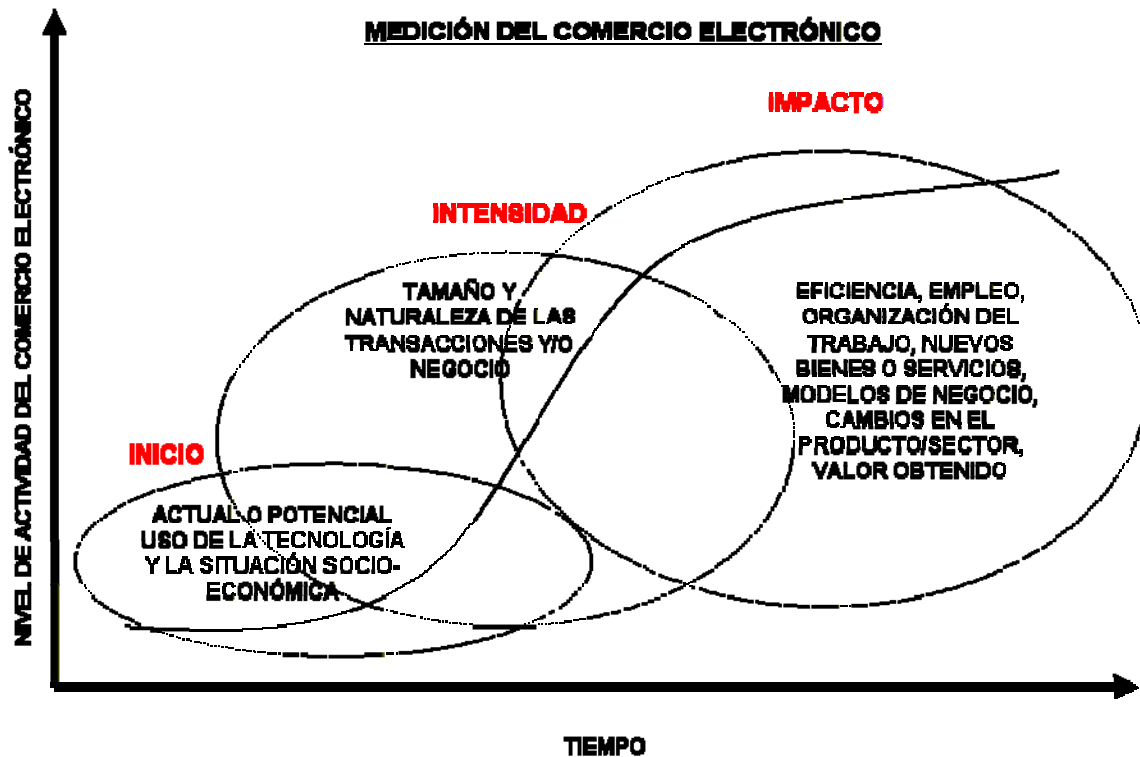 MEDICIÓN DEL COMERCIO ELECTRÓNICO
IMPACTO
INTENSIDAD
TAMAÑO Y
NATURALEZA DE LAS
TRANSACCIONES Y/O
NEGOCIO
EFICIENCIA, EMPLEO,
ORGANIZACIÓN DEL
TRABAJO, NUEVOS
BIENES O SERVICIOS,
MODELOS DE NEGOCIO,
CAMBIOS EN EL
PRODUCTO/SECTOR,
VALOR OBTENIDO
INICIO
ACTUAL O POTENCIAL
USO DE LA TECNOLOGÍA
Y LA SITUACIÓN SOCIO-
ECONÓMICA
NIVEL DE ACTIVIDAD DEL COMERCIO ELECTRÓNICO
TIEMPO